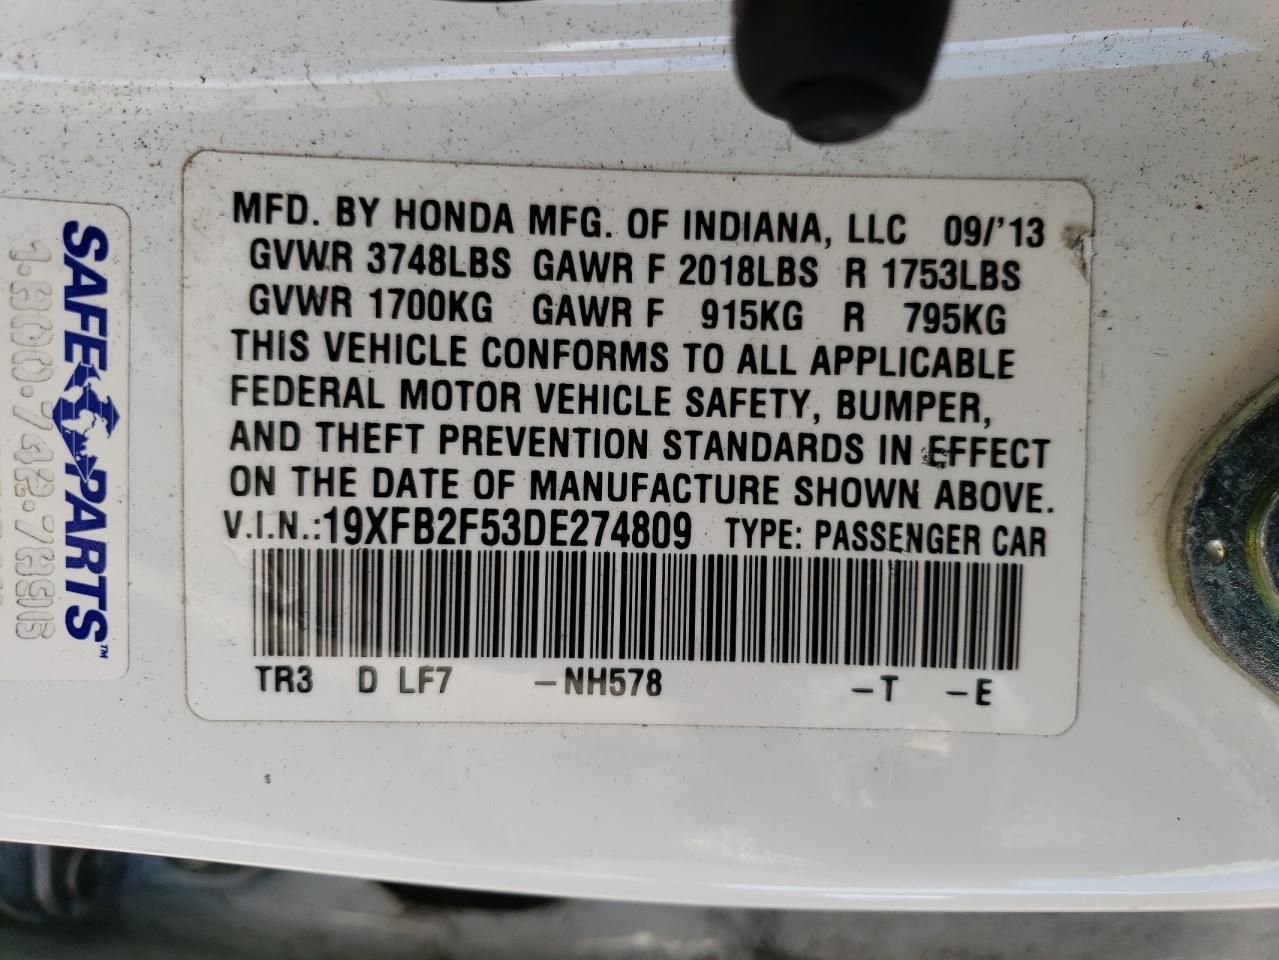 MFD. BY HONDA MFG. OF INDIANA, LLC 09/'13
GVWR 3748LBS GAWR F 2018LBS R 1753LBS
GVWR 1700KG GAWR F 915KG R 795KG
THIS VEHICLE CONFORMS TO ALL APPLICABLE
FEDERAL MOTOR VEHICLE SAFETY, BUMPER,
AND THEFT PREVENTION STANDARDS IN EFFECT
ON THE DATE OF MANUFACTURE SHOWN ABOVE.
V.I.N.:19XFB2F53DE274809 TYPE: PASSENGER CAR
TR3 D LF7 –NH578 –T –E
SAFE PARTS™